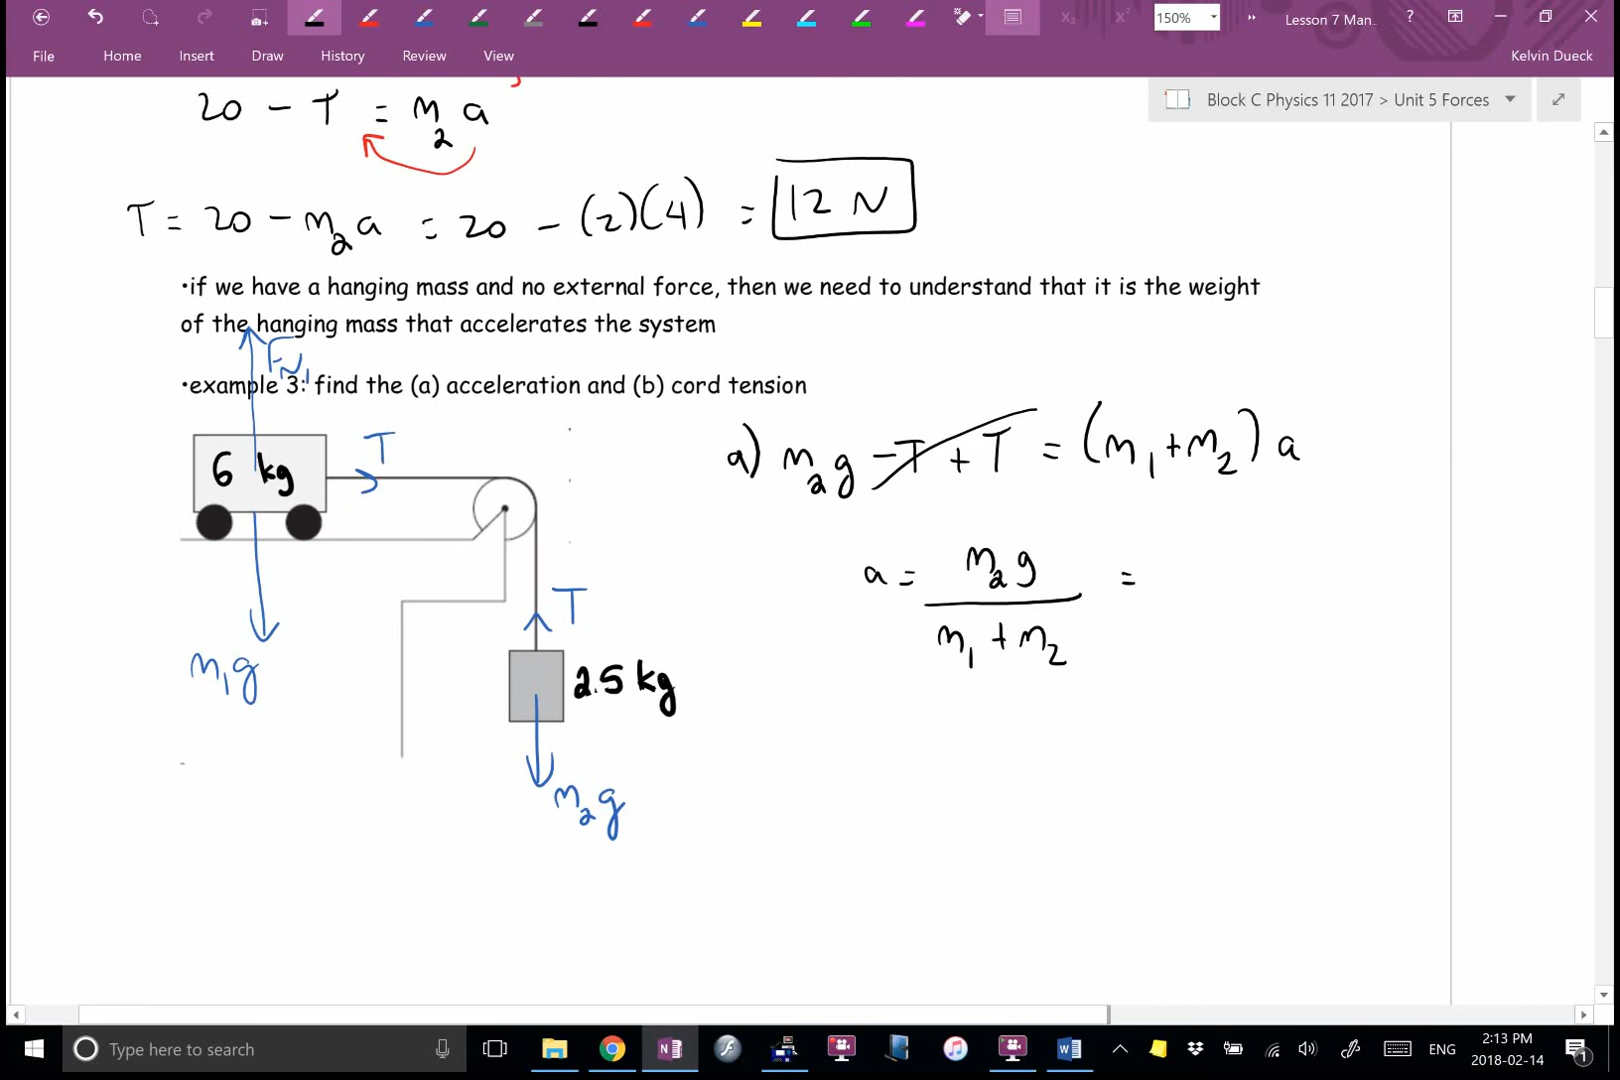 150%
Lesson 7 Man..
?
File
Home
Insert
Draw
History
Review
View
Kelvin Dueck
Block C Physics 11 2017 > Unit 5 Forces
20 - T = m₂a
T = 20 - m₂a = 20 - (2)(4) = 12 N
•if we have a hanging mass and no external force, then we need to understand that it is the weight
of the hanging mass that accelerates the system
FN₁
•example 3: find the (a) acceleration and (b) cord tension
a) m₂g - T + T = (m₁+m₂) a
T
6 kg
a = m₂g / m₁ + m₂ =
T
m₁g
2.5 kg
m₂g
Type here to search
ENG
2:13 PM
2018-02-14